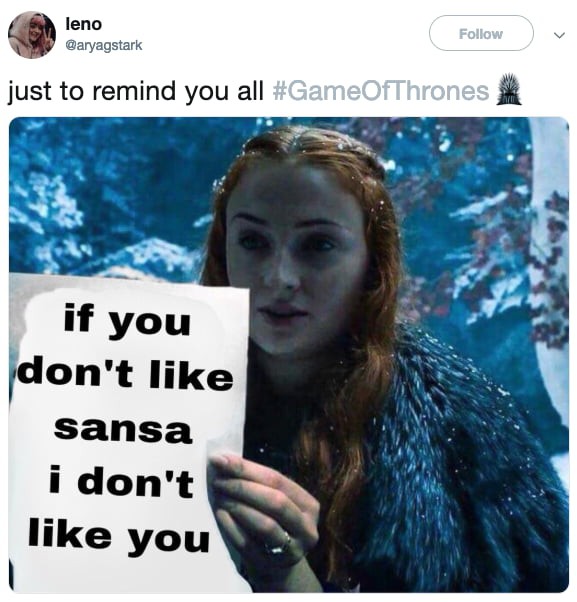 leno
@aryagstark
Follow
just to remind you all #GameOfThrones
if you
don't like
sansa
i don't
like you